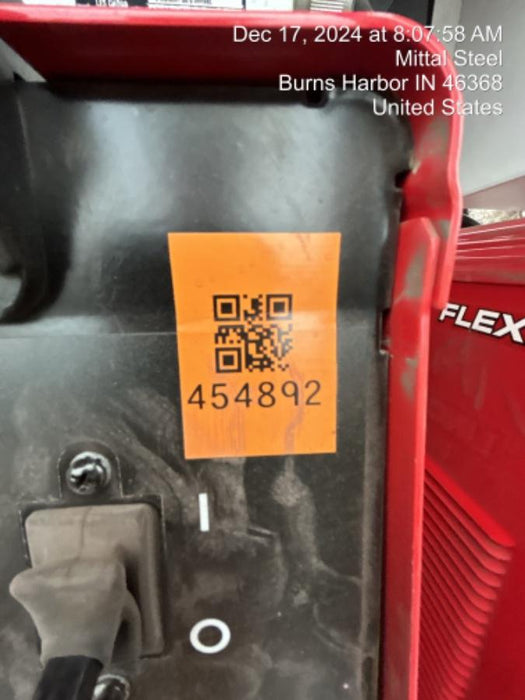 Dec 17, 2024 at 8:07:58 AM
Mittal Steel
Burns Harbor IN 46368
United States
FLEX
454892
I
O